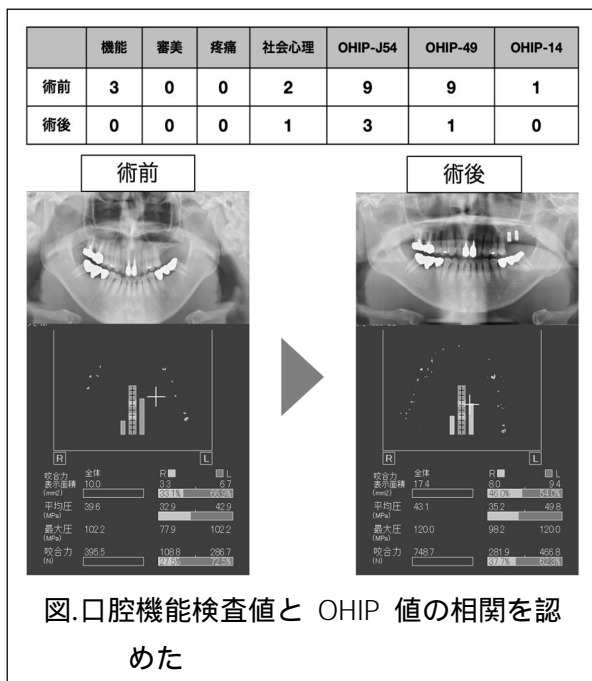 機能 審美 疼痛 社会心理 OHIP-J54 OHIP-49 OHIP-14
術前 3 0 0 2 9 9 1
術後 0 0 0 1 3 1 0
術前
術後
R L
咬合力 全体 R L
表示面積 10.0 3.3 6.7
(mm2) 33.1% 66.9%
平均圧 39.6 32.9 42.9
(MPa)
最大圧 102.2 77.9 102.2
(MPa)
咬合力 395.5 108.8 286.7
(N) 27.5% 72.5%
R L
咬合力 全体 R L
表示面積 17.4 8.0 9.4
(mm2) 46.0% 54.0%
平均圧 43.1 35.2 49.8
(MPa)
最大圧 120.0 98.2 120.0
(MPa)
咬合力 748.7 281.9 466.8
(N) 37.7% 62.3%
図.口腔機能検査値と OHIP 値の相関を認
めた